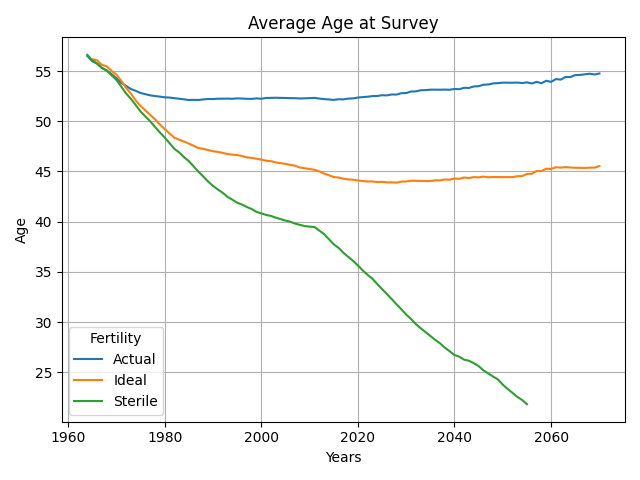 Average Age at Survey
Age
55
50
45
40
35
30
25
Fertility
Actual
Ideal
Sterile
1960 1980 2000 2020 2040 2060
Years